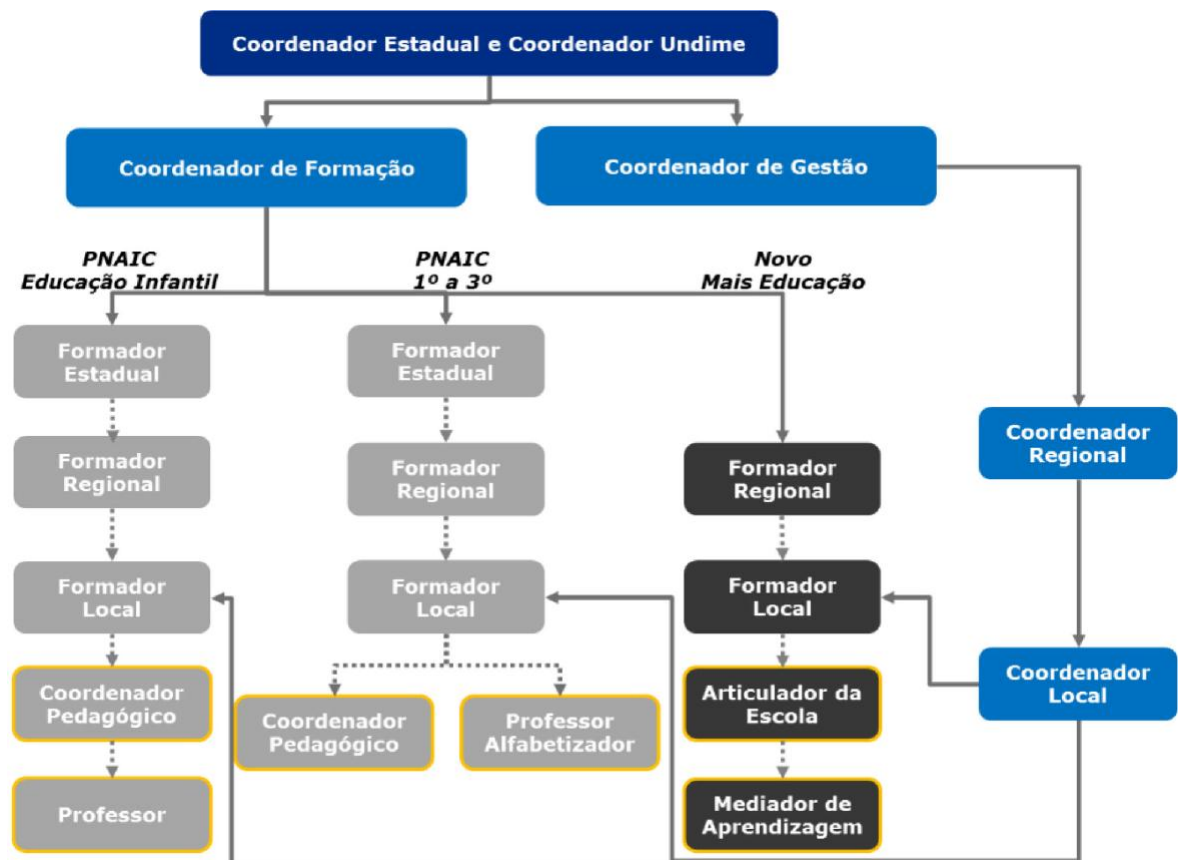 Coordenador Estadual e Coordenador Undime
Coordenador de Formação
Coordenador de Gestão
PNAIC
Educação Infantil
PNAIC
1º a 3º
Novo
Mais Educação
Formador
Estadual
Formador
Estadual
Formador
Regional
Formador
Regional
Formador
Regional
Coordenador
Regional
Formador
Local
Formador
Local
Formador
Local
Coordenador
Local
Coordenador
Pedagógico
Coordenador
Pedagógico
Professor
Alfabetizador
Articulador da
Escola
Professor
Mediador de
Aprendizagem